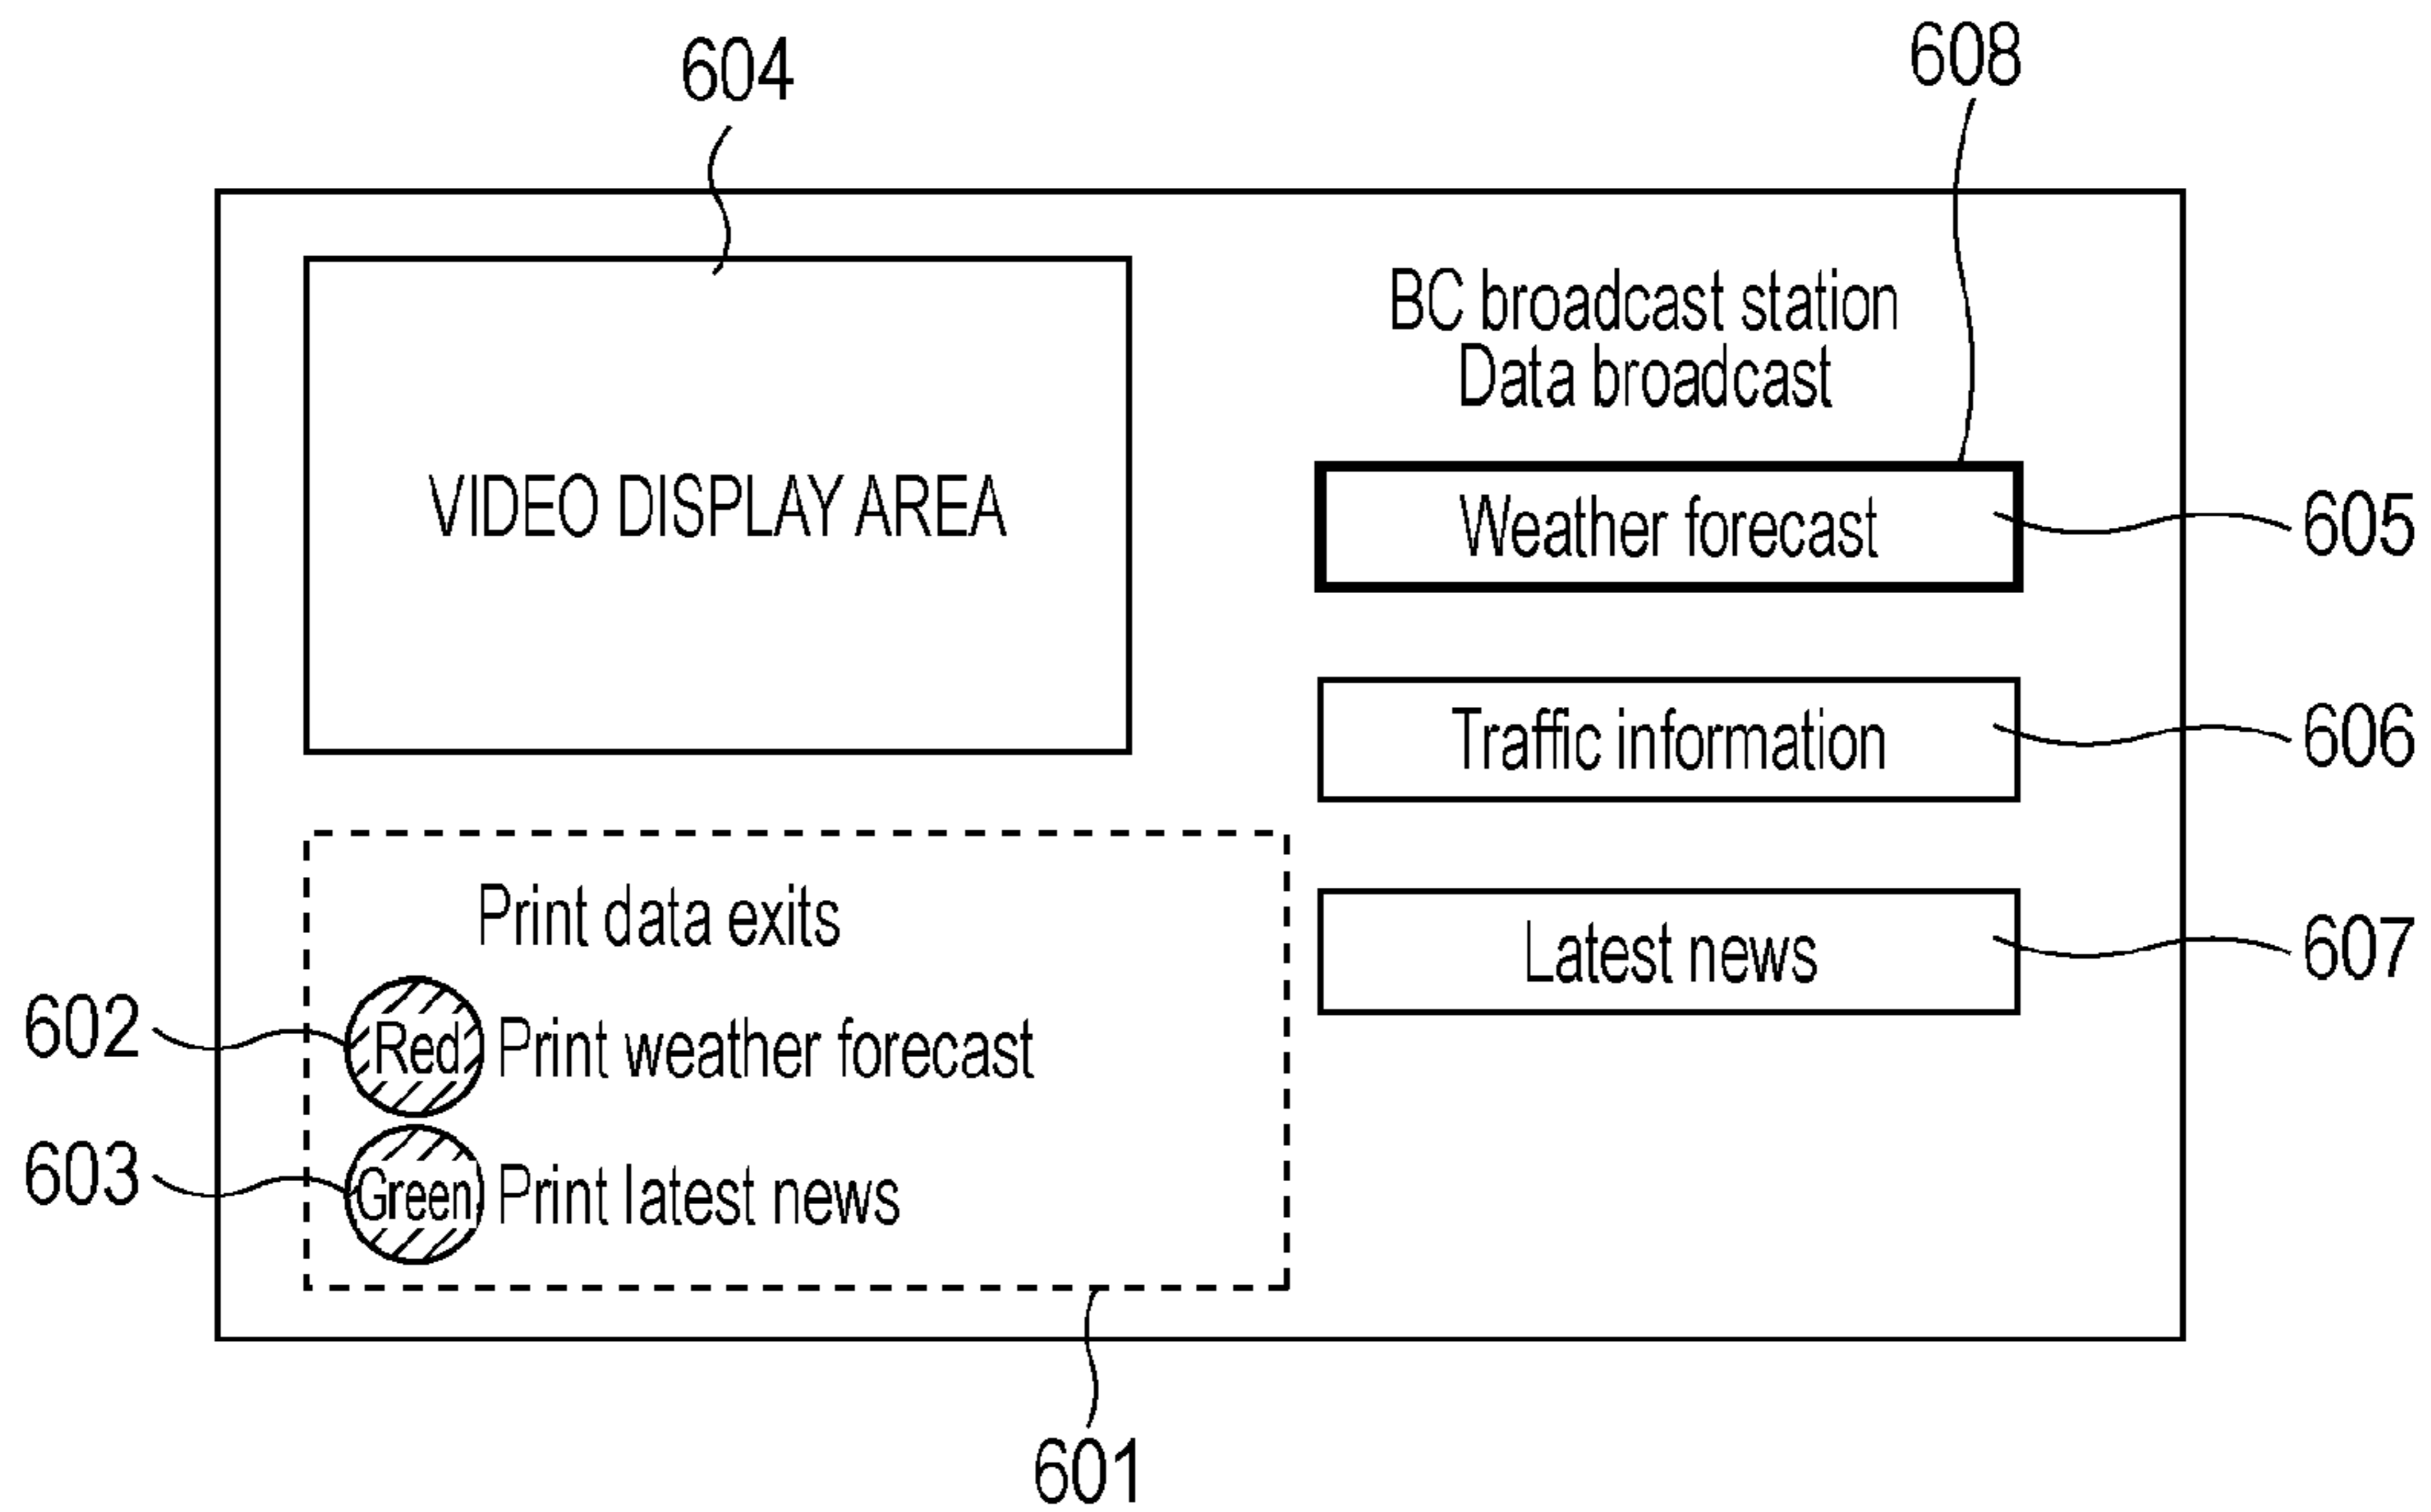 604
608
BC broadcast station
Data broadcast
VIDEO DISPLAY AREA
Weather forecast
605
Traffic information
606
Print data exits
Latest news
607
602
Red Print weather forecast
603
Green Print latest news
601